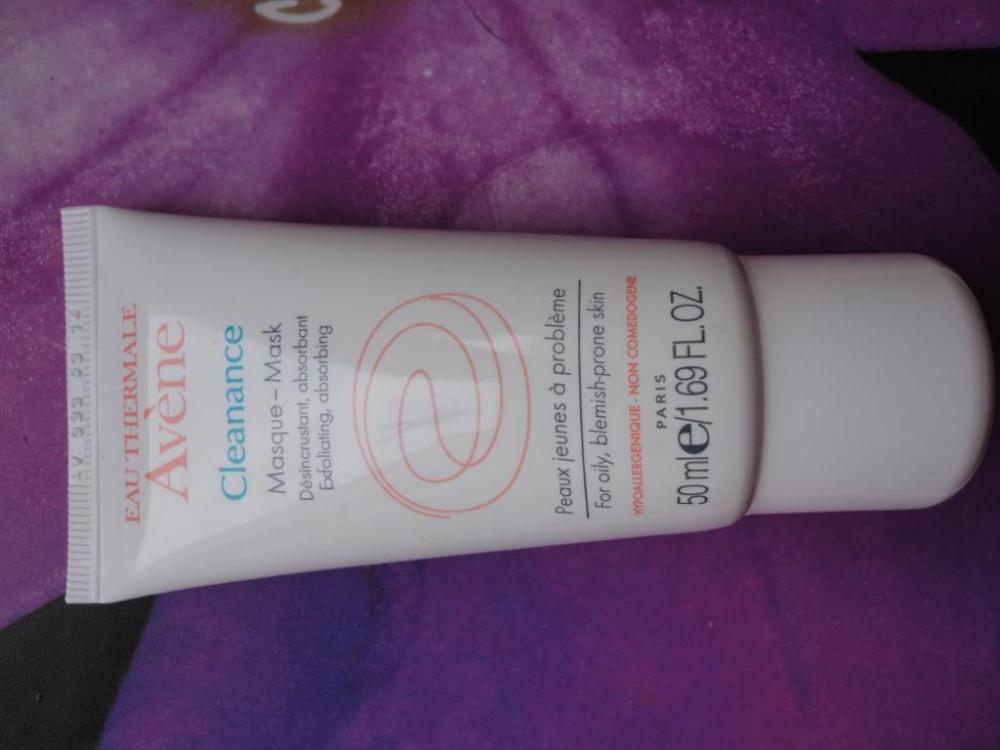 EAU THERMALE
Avène
Cleanance
Masque – Mask
Désincrustant, absorbant
Exfoliating, absorbing
Peaux jeunes à problème
For oily, blemish-prone skin
HYPOALLERGENIQUE - NON COMEDOGENE
PARIS
50 ml e/1.69 FL. OZ.